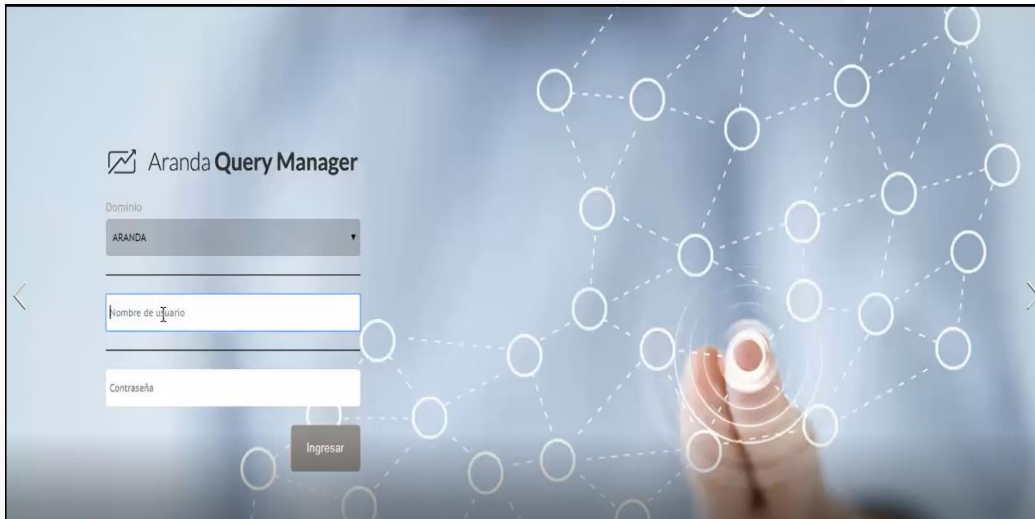 Aranda Query Manager
Dominio
ARANDA
Nombre de usuario
Contraseña
Ingresar